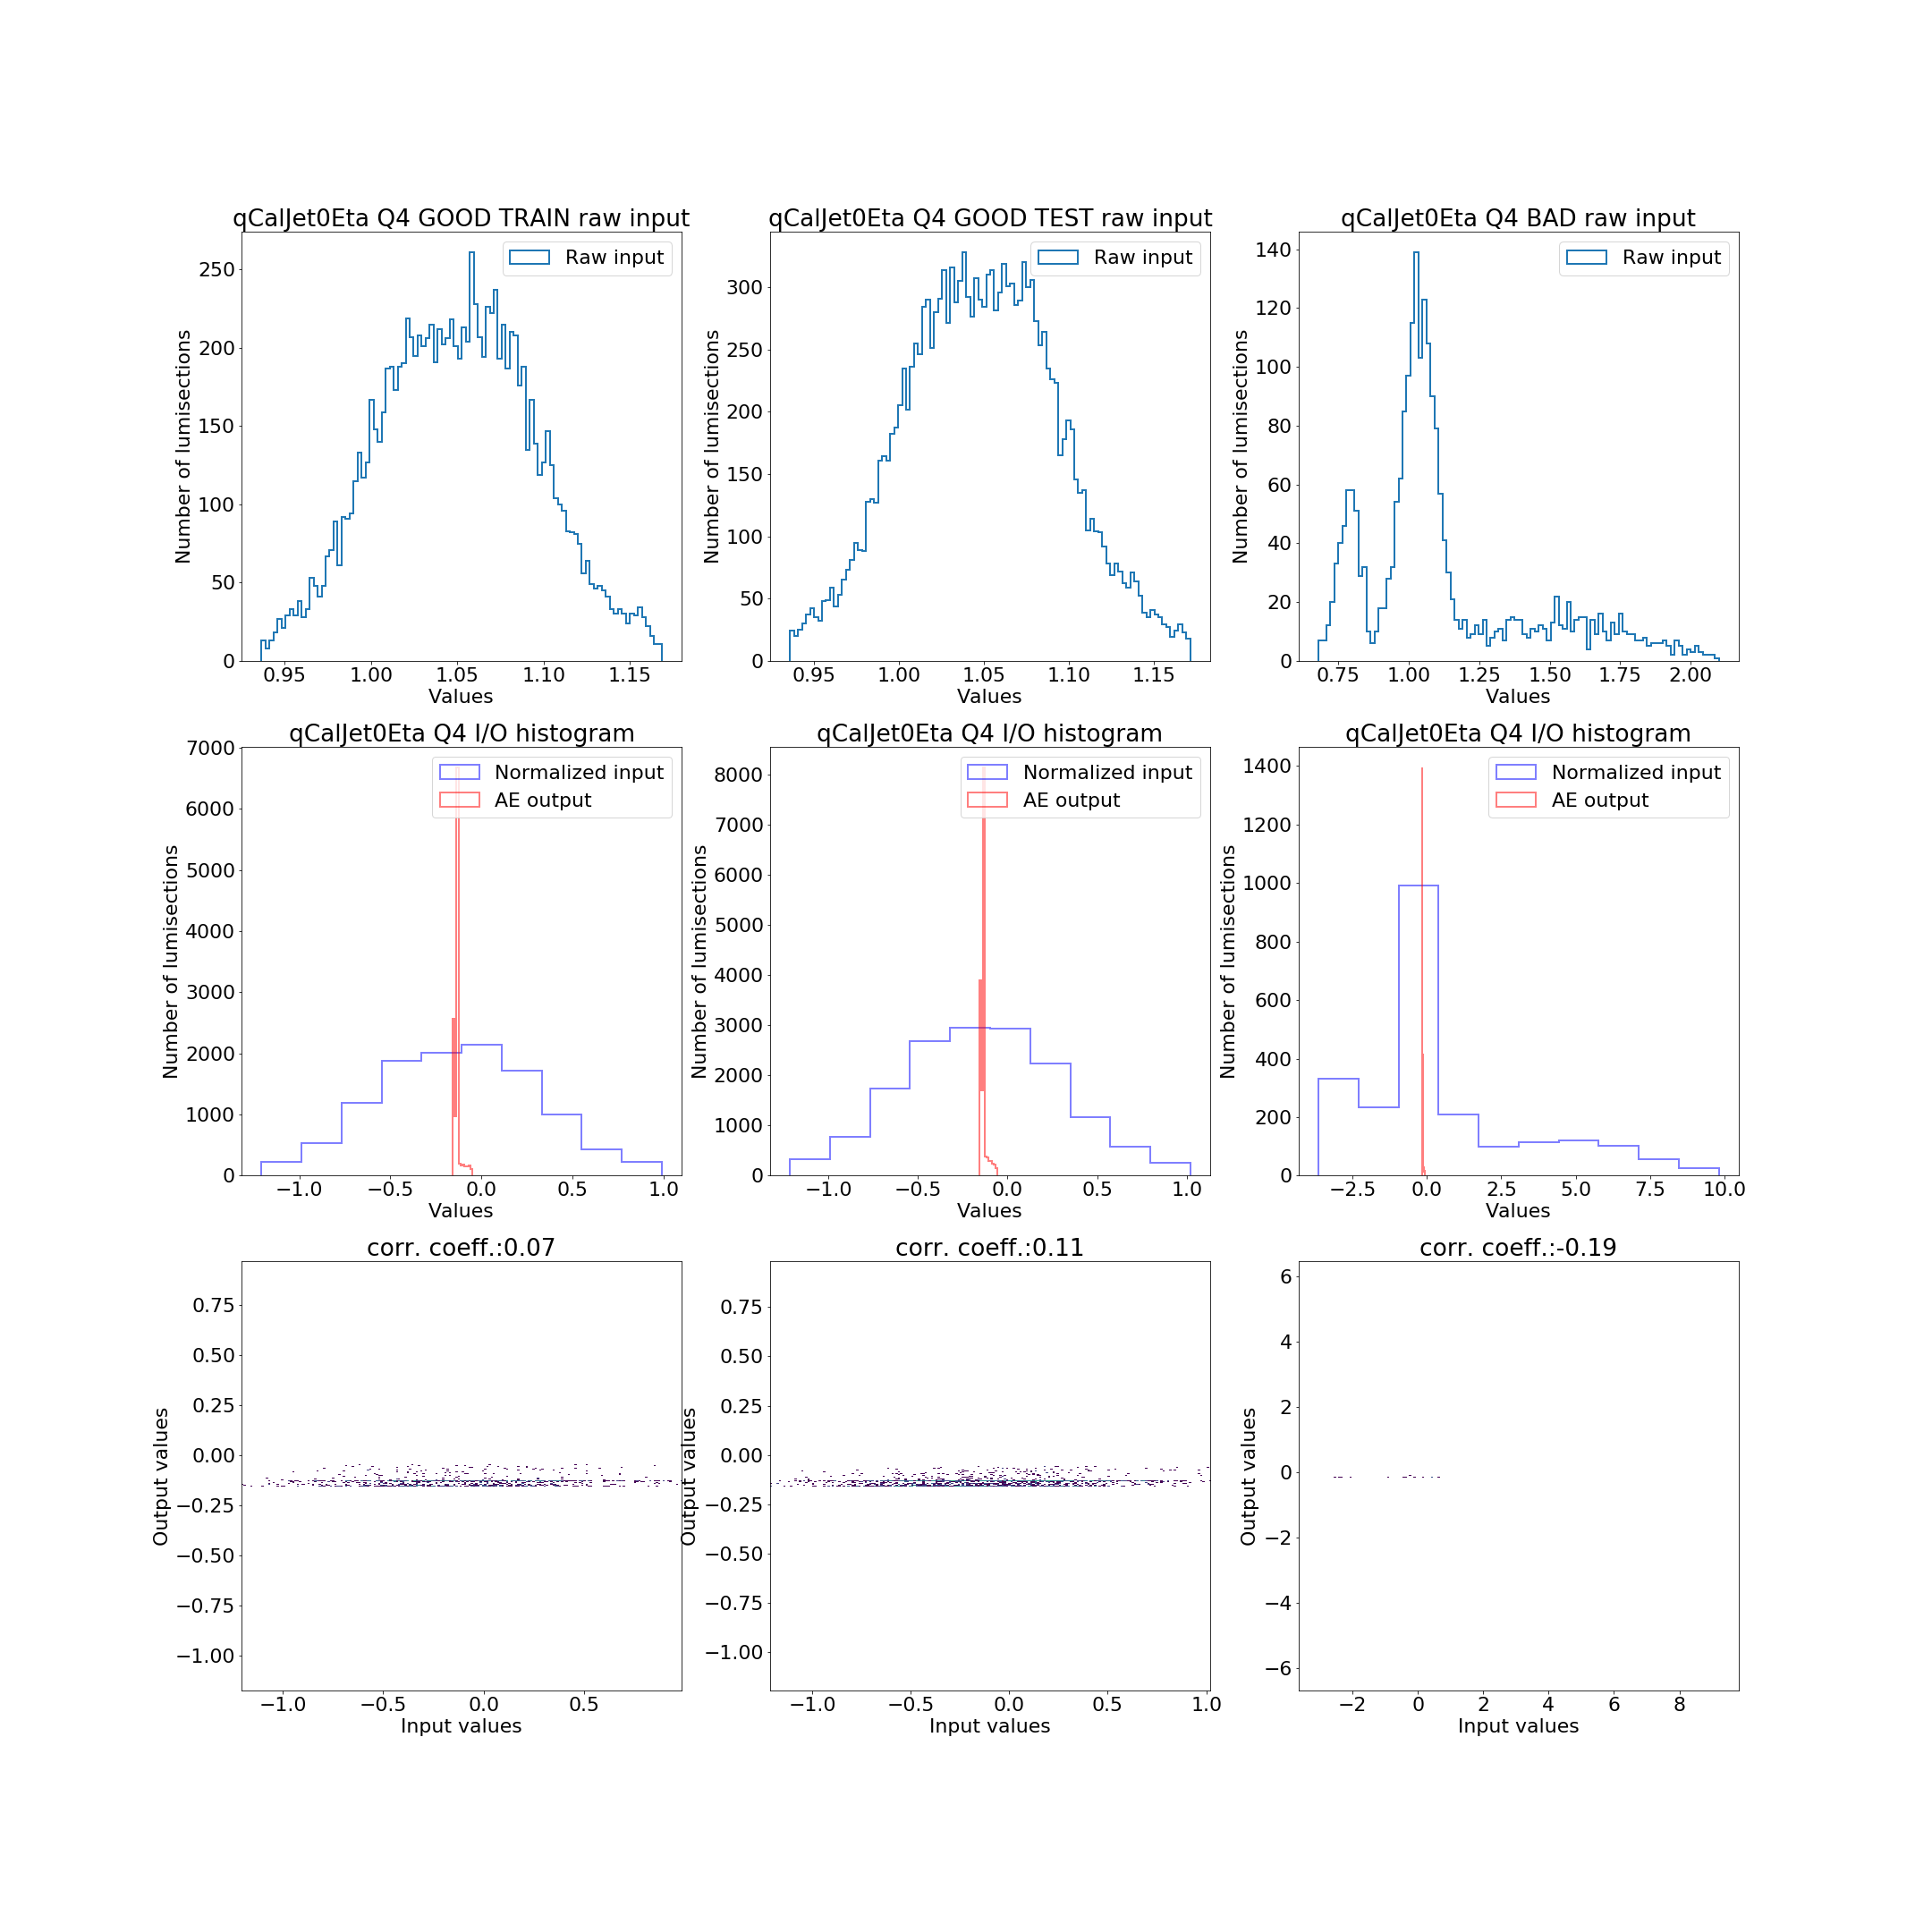 qCalJet0Eta Q4 GOOD TRAIN raw input
Raw input
Number of lumisections
250
200
150
100
50
0
0.95 1.00 1.05 1.10 1.15
Values
qCalJet0Eta Q4 GOOD TEST raw input
Raw input
Number of lumisections
300
250
200
150
100
50
0
0.95 1.00 1.05 1.10 1.15
Values
qCalJet0Eta Q4 BAD raw input
Raw input
Number of lumisections
140
120
100
80
60
40
20
0
0.75 1.00 1.25 1.50 1.75 2.00
Values
qCalJet0Eta Q4 I/O histogram
Normalized input
AE output
Number of lumisections
7000
6000
5000
4000
3000
2000
1000
0
−1.0 −0.5 0.0 0.5 1.0
Values
qCalJet0Eta Q4 I/O histogram
Normalized input
AE output
Number of lumisections
8000
7000
6000
5000
4000
3000
2000
1000
0
−1.0 −0.5 0.0 0.5 1.0
Values
qCalJet0Eta Q4 I/O histogram
Normalized input
AE output
Number of lumisections
1400
1200
1000
800
600
400
200
0
−2.5 0.0 2.5 5.0 7.5 10.0
Values
corr. coeff.:0.07
Output values
0.75
0.50
0.25
0.00
−0.25
−0.50
−0.75
−1.00
−1.0 −0.5 0.0 0.5
Input values
corr. coeff.:0.11
Output values
0.75
0.50
0.25
0.00
−0.25
−0.50
−0.75
−1.00
−1.0 −0.5 0.0 0.5 1.0
Input values
corr. coeff.:-0.19
Output values
6
4
2
0
−2
−4
−6
−2 0 2 4 6 8
Input values